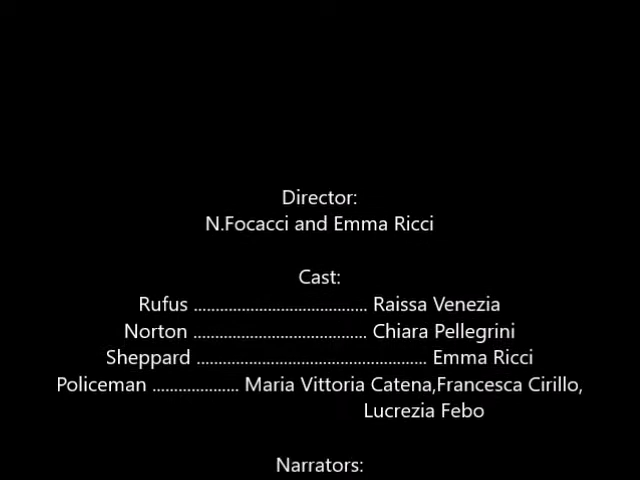 Director:
N.Focacci and Emma Ricci
Cast:
Rufus ........................................ Raissa Venezia
Norton ........................................ Chiara Pellegrini
Sheppard ..................................................... Emma Ricci
Policeman .................... Maria Vittoria Catena,Francesca Cirillo,
Lucrezia Febo
Narrators: